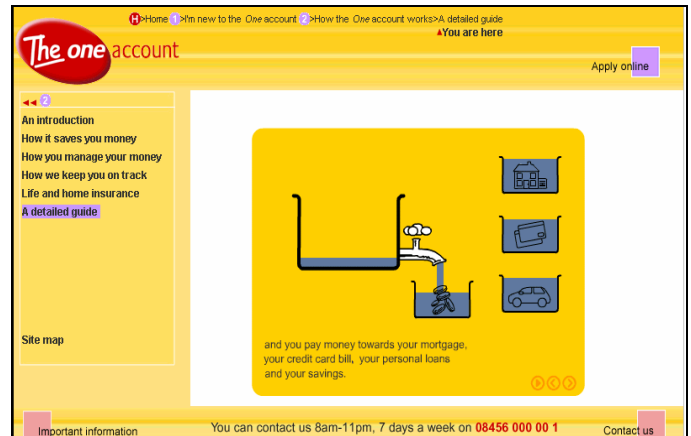 H>Home 1>I'm new to the One account 2>How the One account works>A detailed guide
You are here
The one account
Apply online
2
An introduction
How it saves you money
How you manage your money
How we keep you on track
Life and home insurance
A detailed guide
Site map
and you pay money towards your mortgage,
your credit card bill, your personal loans
and your savings.
Important information
You can contact us 8am-11pm, 7 days a week on 08456 000 00 1
Contact us